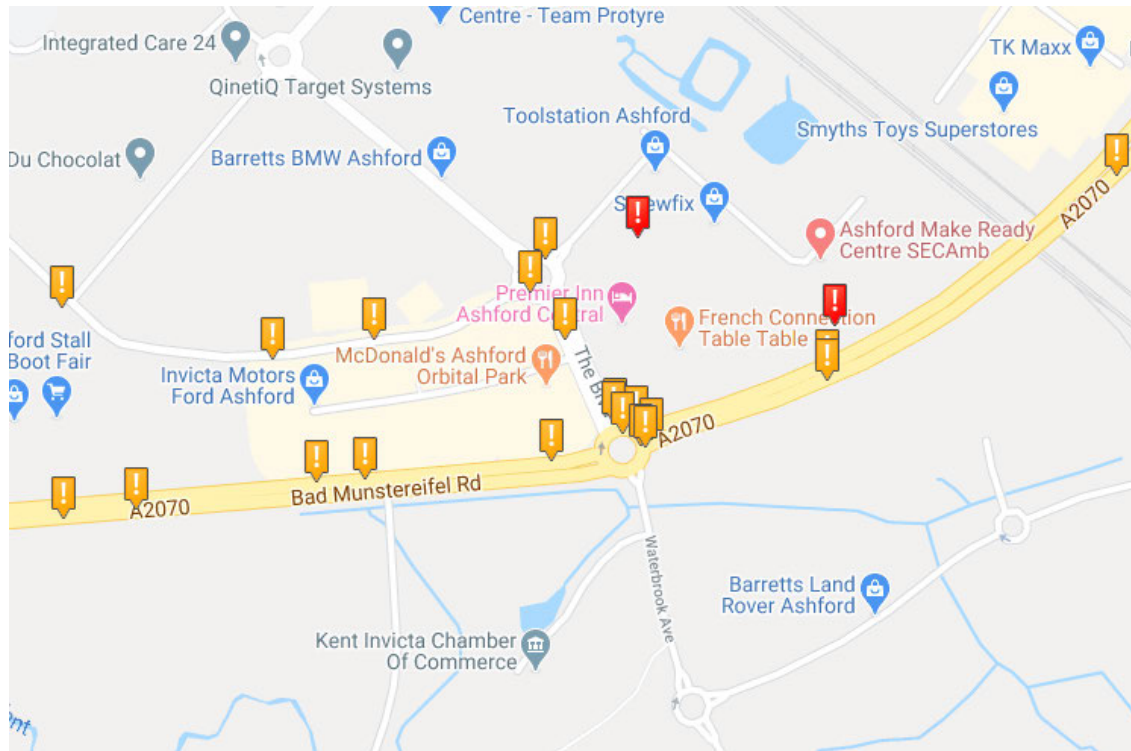 Centre - Team Protyre
Integrated Care 24
TK Maxx
QinetiQ Target Systems
Toolstation Ashford
Smyths Toys Superstores
Du Chocolat
Barretts BMW Ashford
A2070
Ashford Make Ready
Centre SECAmb
Premier Inn
Ashford Central
French Connection
Table Table
ford Stall
Boot Fair
McDonald's Ashford
Orbital Park
The
Invicta Motors
Ford Ashford
A2070
Bad Munstereifel Rd
A2070
Waterbrook Ave
Barretts Land
Rover Ashford
Kent Invicta Chamber
Of Commerce